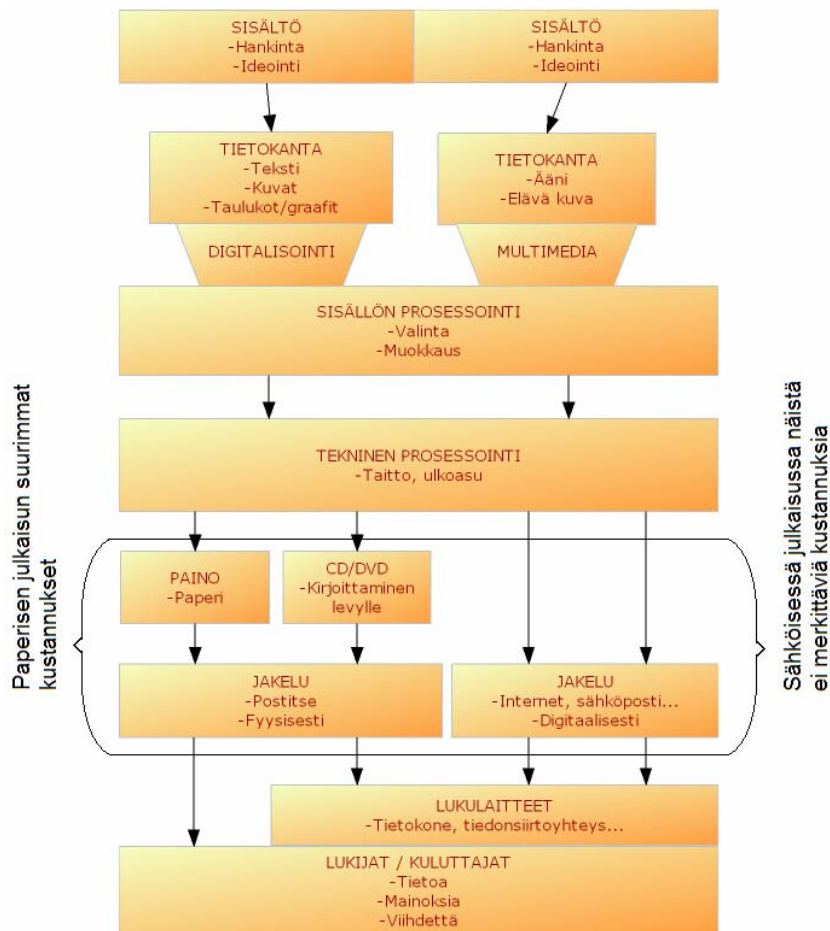 SISÄLTÖ
-Hankinta
-Ideointi
SISÄLTÖ
-Hankinta
-Ideointi
TIETOKANTA
-Teksti
-Kuvat
-Taulukot/graafit
TIETOKANTA
-Ääni
-Elävä kuva
DIGITALISOINTI
MULTIMEDIA
SISÄLLÖN PROSESSOINTI
-Valinta
-Muokkaus
TEKNINEN PROSESSOINTI
-Taitto, ulkoasu
Paperisen julkaisun suurimmat
kustannukset
PAINO
-Paperi
CD/DVD
-Kirjoittaminen
levylle
JAKELU
-Postitse
-Fyysisesti
JAKELU
-Internet, sähköposti...
-Digitaalisesti
Sähköisessä julkaisussa näistä
ei merkittäviä kustannuksia
LUKULAITTEET
-Tietokone, tiedonsiirtoyhteys...
LUKIJAT / KULUTTAJAT
-Tietoa
-Mainoksia
-Viihdettä